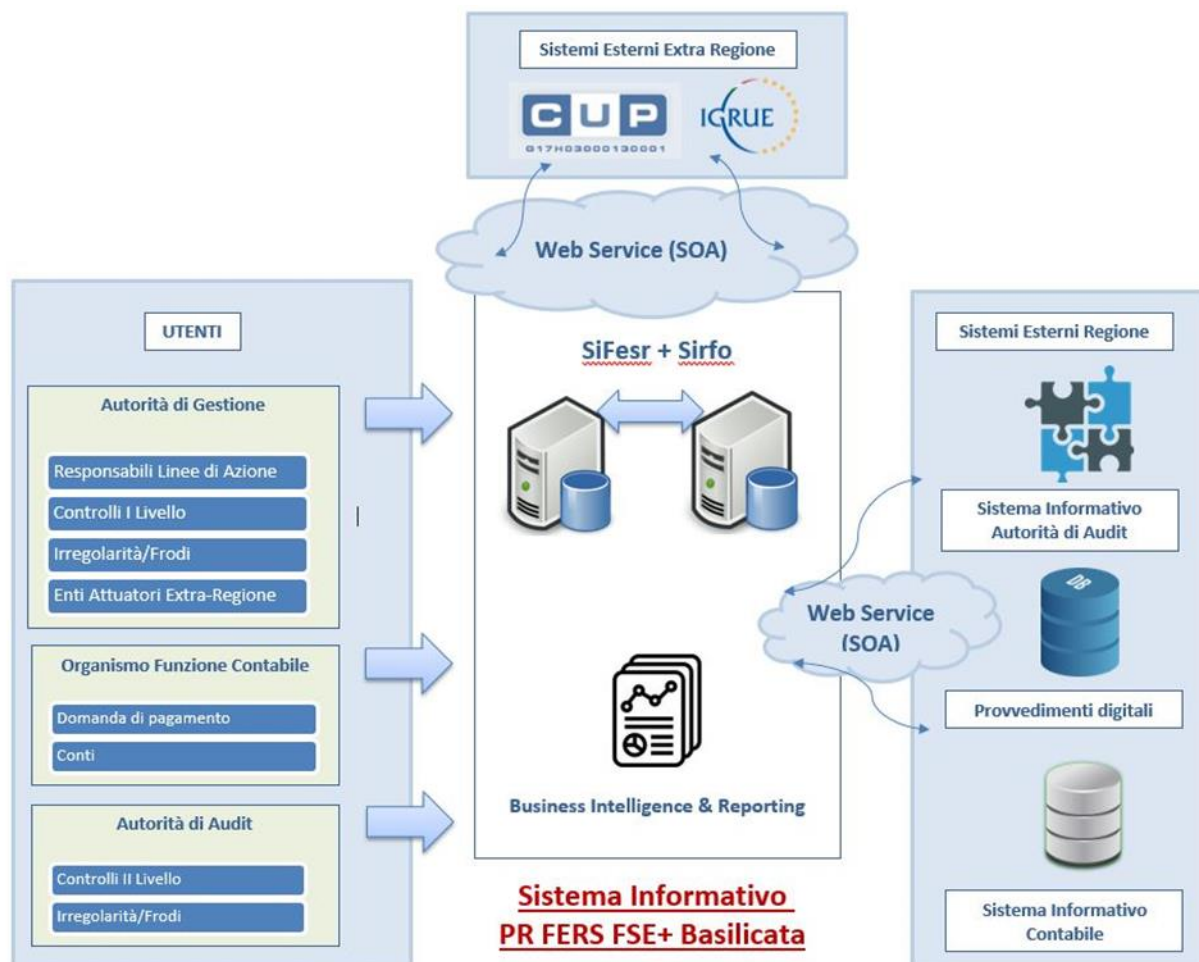 Sistemi Esterni Extra Regione
CUP
G17H03000130001
IGRUE
Web Service (SOA)
UTENTI
Autorità di Gestione
Responsabili Linee di Azione
Controlli I Livello
Irregolarità/Frodi
Enti Attuatori Extra-Regione
Organismo Funzione Contabile
Domanda di pagamento
Conti
Autorità di Audit
Controlli II Livello
Irregolarità/Frodi
SiFesr + Sirfo
Business Intelligence & Reporting
Sistema Informativo
PR FERS FSE+ Basilicata
Web Service
(SOA)
Sistemi Esterni Regione
Sistema Informativo
Autorità di Audit
DB
Provvedimenti digitali
Sistema Informativo
Contabile